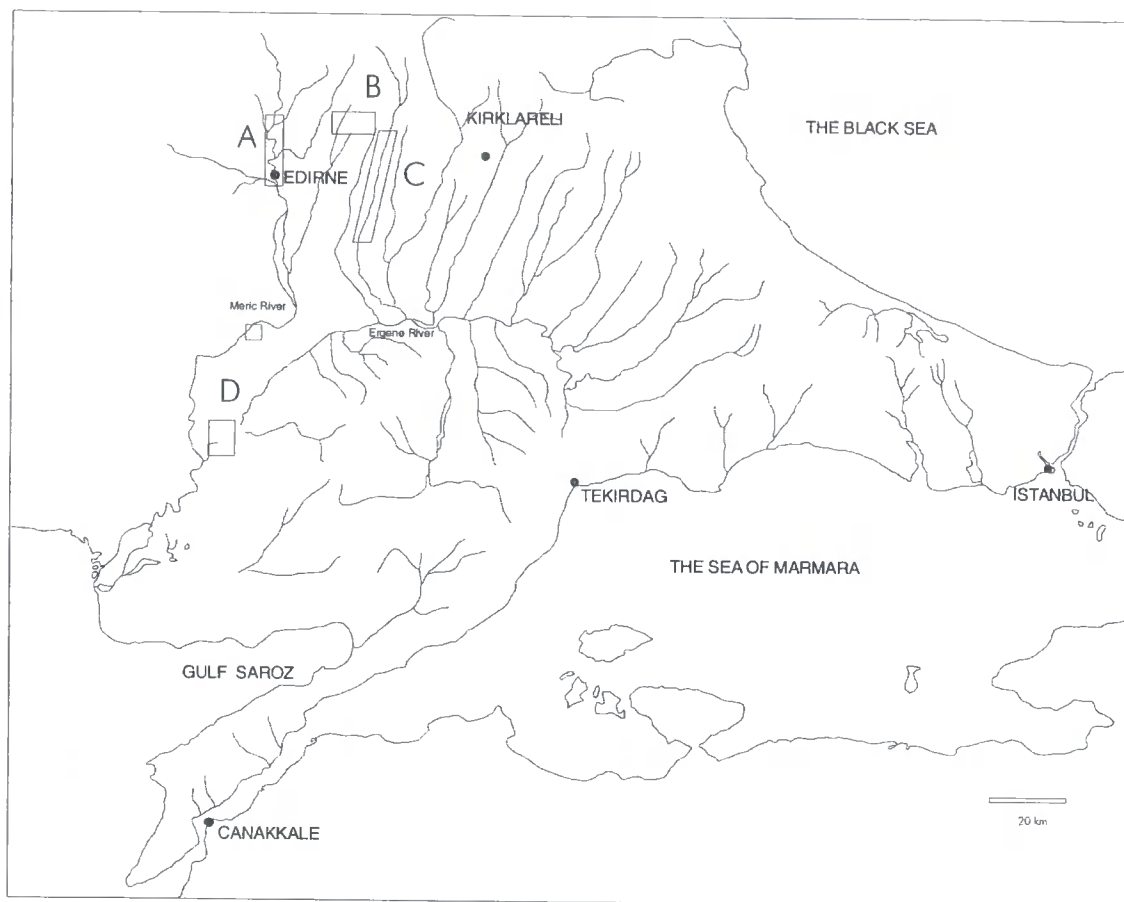 B
A
KIRKLARELI
THE BLACK SEA
EDIRNE
C
Meric River
Ergene River
D
TEKIRDAG
ISTANBUL
THE SEA OF MARMARA
GULF SAROZ
20 km
CANAKKALE